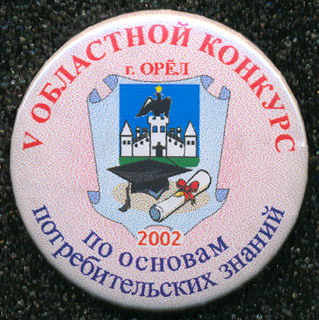 V ОБЛАСТНОЙ КОНКУРС
г. ОРЁЛ
2002
ПО ОСНОВАМ
ПОТРЕБИТЕЛЬСКИХ ЗНАНИЙ